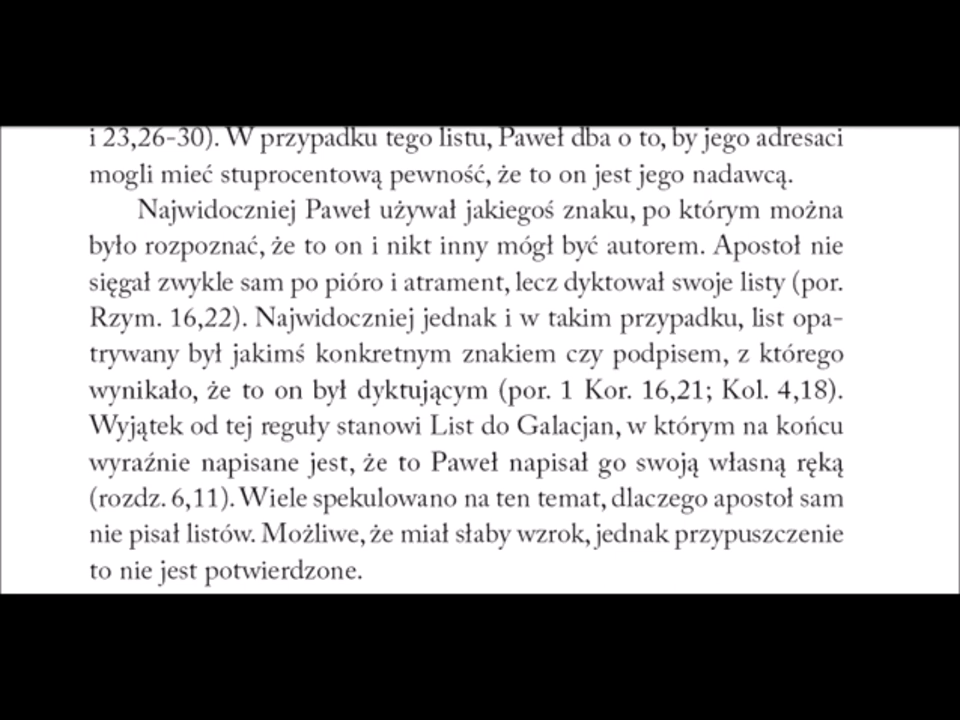 i 23,26-30). W przypadku tego listu, Paweł dba o to, by jego adresaci
mogli mieć stuprocentową pewność, że to on jest jego nadawcą.
Najwidoczniej Paweł używał jakiegoś znaku, po którym można
było rozpoznać, że to on i nikt inny mógł być autorem. Apostoł nie
sięgał zwykle sam po pióro i atrament, lecz dyktował swoje listy (por.
Rzym. 16,22). Najwidoczniej jednak i w takim przypadku, list opa-
trywany był jakimś konkretnym znakiem czy podpisem, z którego
wynikało, że to on był dyktującym (por. 1 Kor. 16,21; Kol. 4,18).
Wyjątek od tej reguły stanowi List do Galacjan, w którym na końcu
wyraźnie napisane jest, że to Paweł napisał go swoją własną ręką
(rozdz. 6,11). Wiele spekulowano na ten temat, dlaczego apostoł sam
nie pisał listów. Możliwe, że miał słaby wzrok, jednak przypuszczenie
to nie jest potwierdzone.